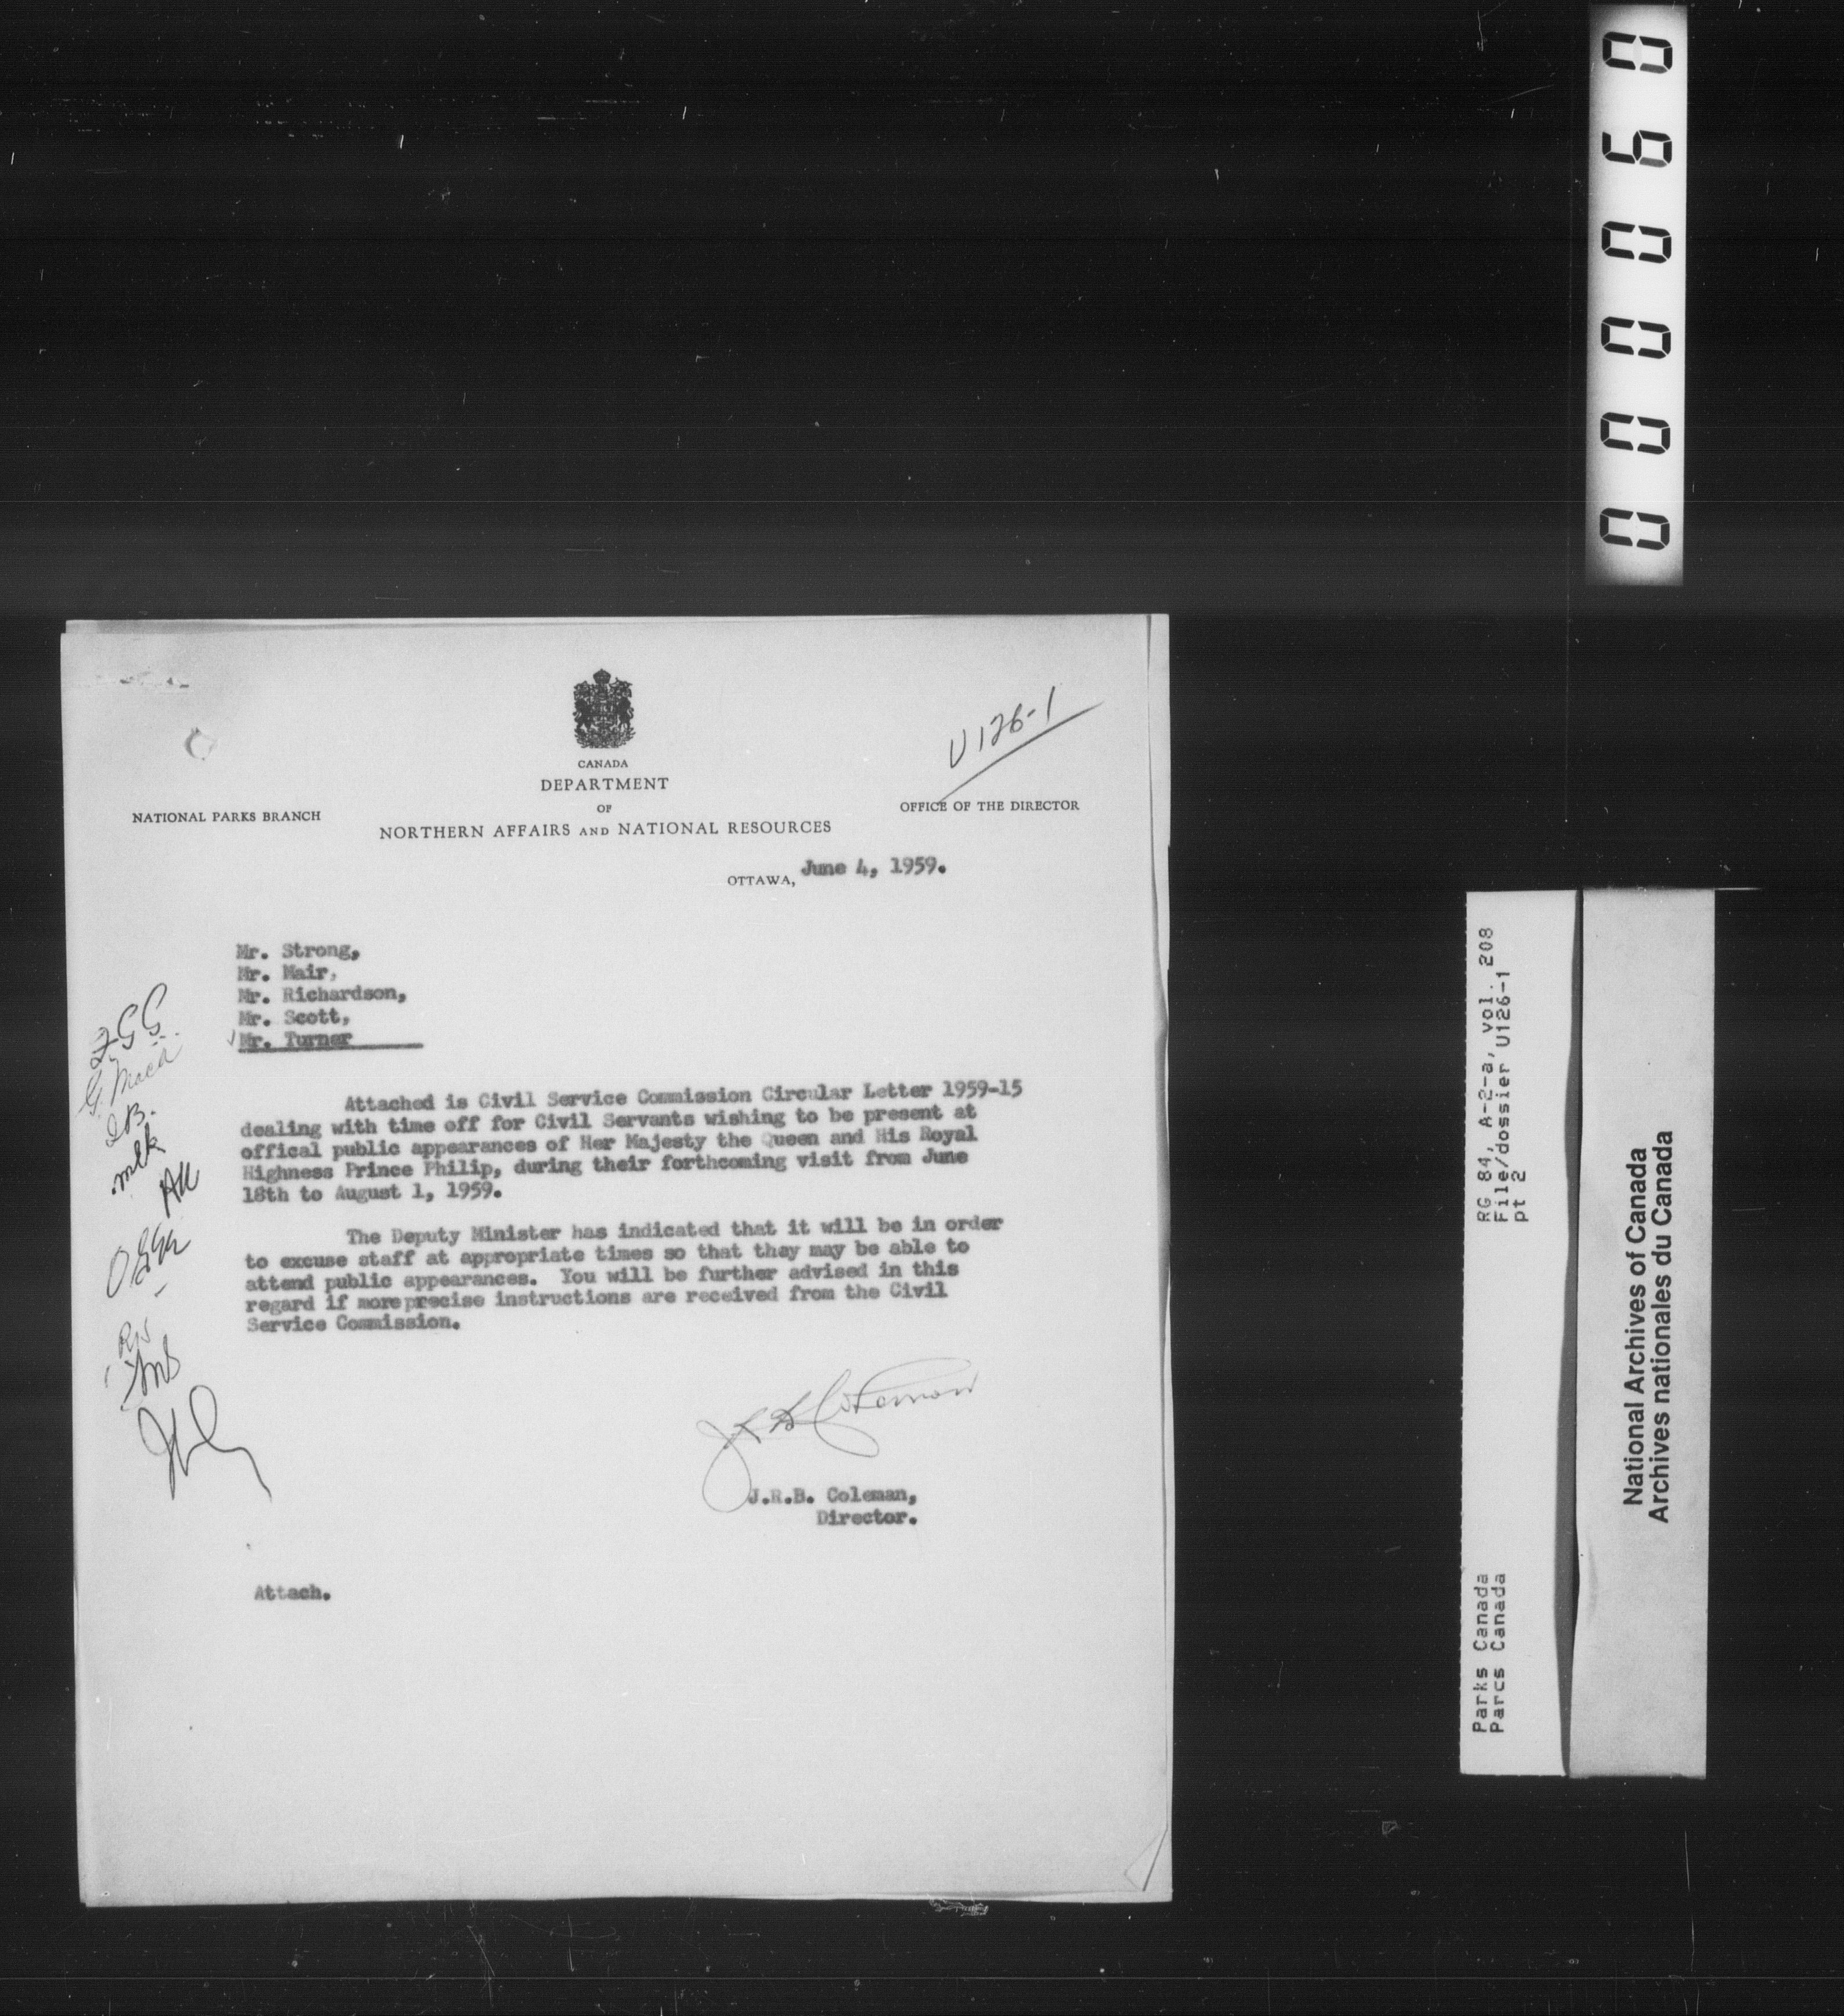 000060
U126-1
CANADA
DEPARTMENT
OF
NORTHERN AFFAIRS AND NATIONAL RESOURCES
NATIONAL PARKS BRANCH
OFFICE OF THE DIRECTOR
OTTAWA, June 4, 1959.
Mr. Strong,
Mr. Mair,
Mr. Richardson,
Mr. Scott,
Mr. Turner
Attached is Civil Service Commission Circular Letter 1959-15
dealing with time off for Civil Servants wishing to be present at
offical public appearances of Her Majesty the Queen and His Royal
Highness Prince Philip, during their forthcoming visit from June
18th to August 1, 1959.
The Deputy Minister has indicated that it will be in order
to excuse staff at appropriate times so that they may be able to
attend public appearances. You will be further advised in this
regard if more precise instructions are received from the Civil
Service Commission.
J.R.B. Coleman,
Director.
Attach.
RG 84, A-2-a, vol. 208
File/dossier U126-1
pt 2
Parks Canada
Parcs Canada
National Archives of Canada
Archives nationales du Canada